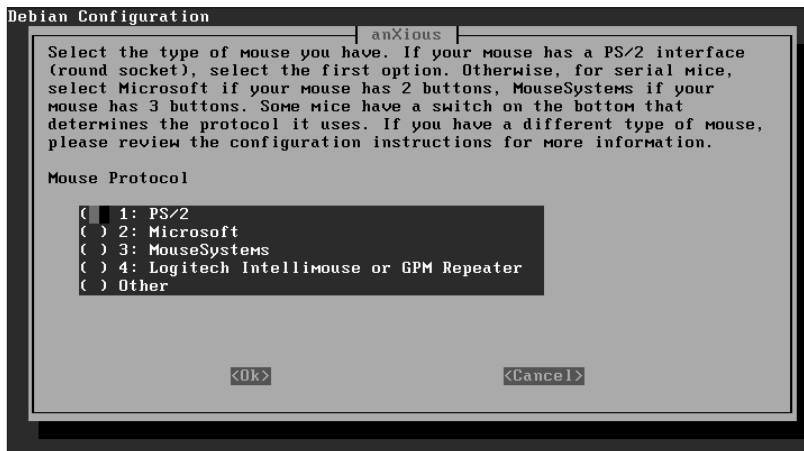 Debian Configuration
anXious
Select the type of mouse you have. If your mouse has a PS/2 interface
(round socket), select the first option. Otherwise, for serial mice,
select Microsoft if your mouse has 2 buttons, MouseSystems if your
mouse has 3 buttons. Some mice have a switch on the bottom that
determines the protocol it uses. If you have a different type of mouse,
please review the configuration instructions for more information.
Mouse Protocol
( 1: PS/2
( ) 2: Microsoft
( ) 3: MouseSystems
( ) 4: Logitech Intellimouse or GPM Repeater
( ) Other
<Ok> <Cancel>